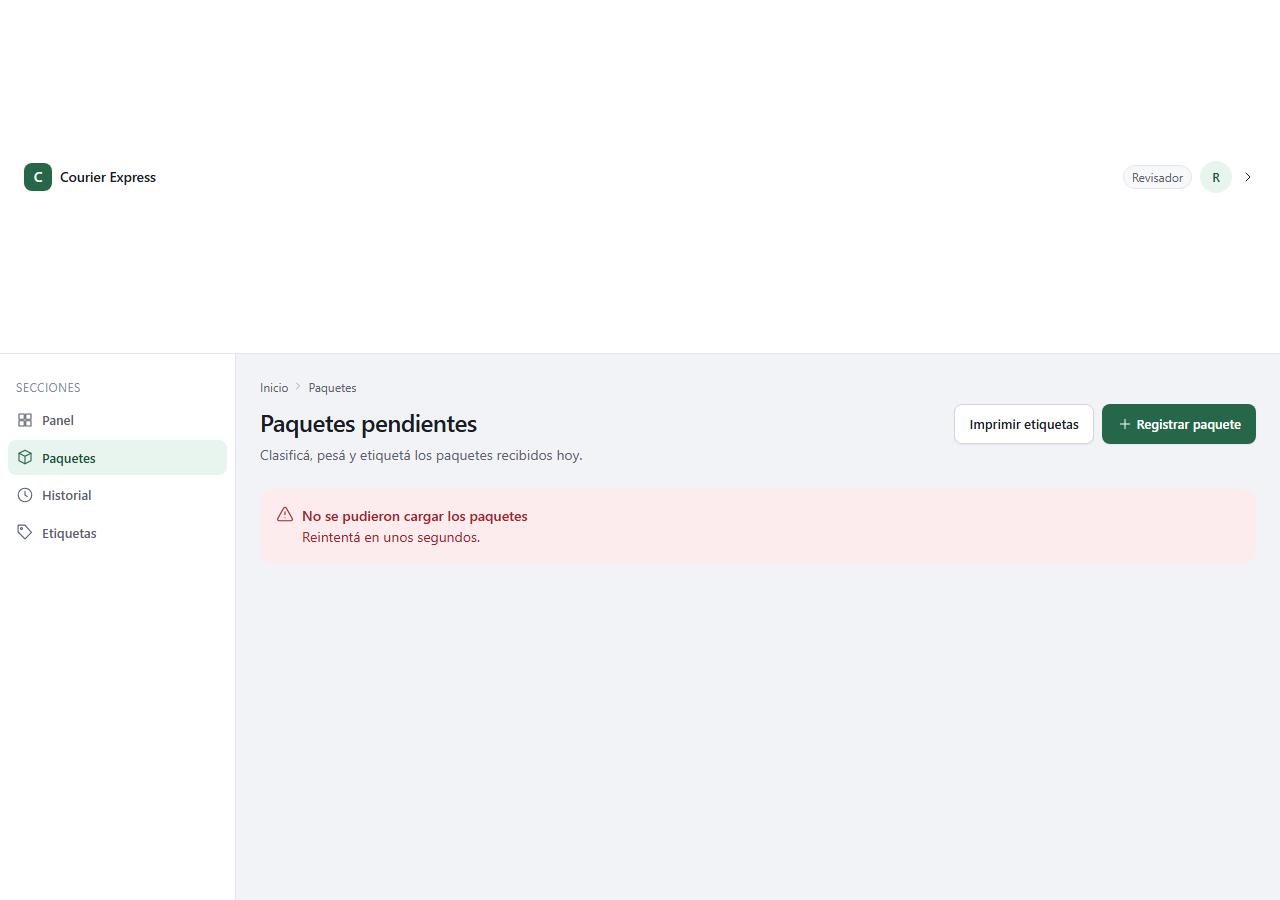 C Courier Express
Revisador R
SECCIONES
Panel
Paquetes
Historial
Etiquetas
Inicio Paquetes
Paquetes pendientes
Clasificá, pesá y etiquetá los paquetes recibidos hoy.
Imprimir etiquetas
Registrar paquete
No se pudieron cargar los paquetes
Reintentá en unos segundos.